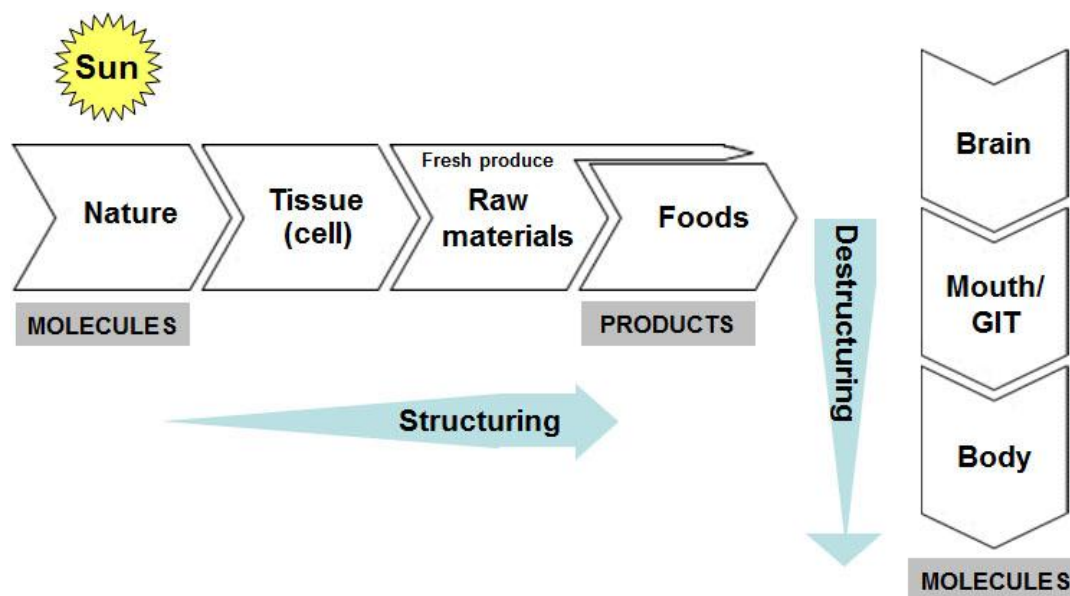 Sun
Nature
Tissue
(cell)
Fresh produce
Raw
materials
Foods
MOLECULES
PRODUCTS
Structuring
Destructuring
Brain
Mouth/
GIT
Body
MOLECULES